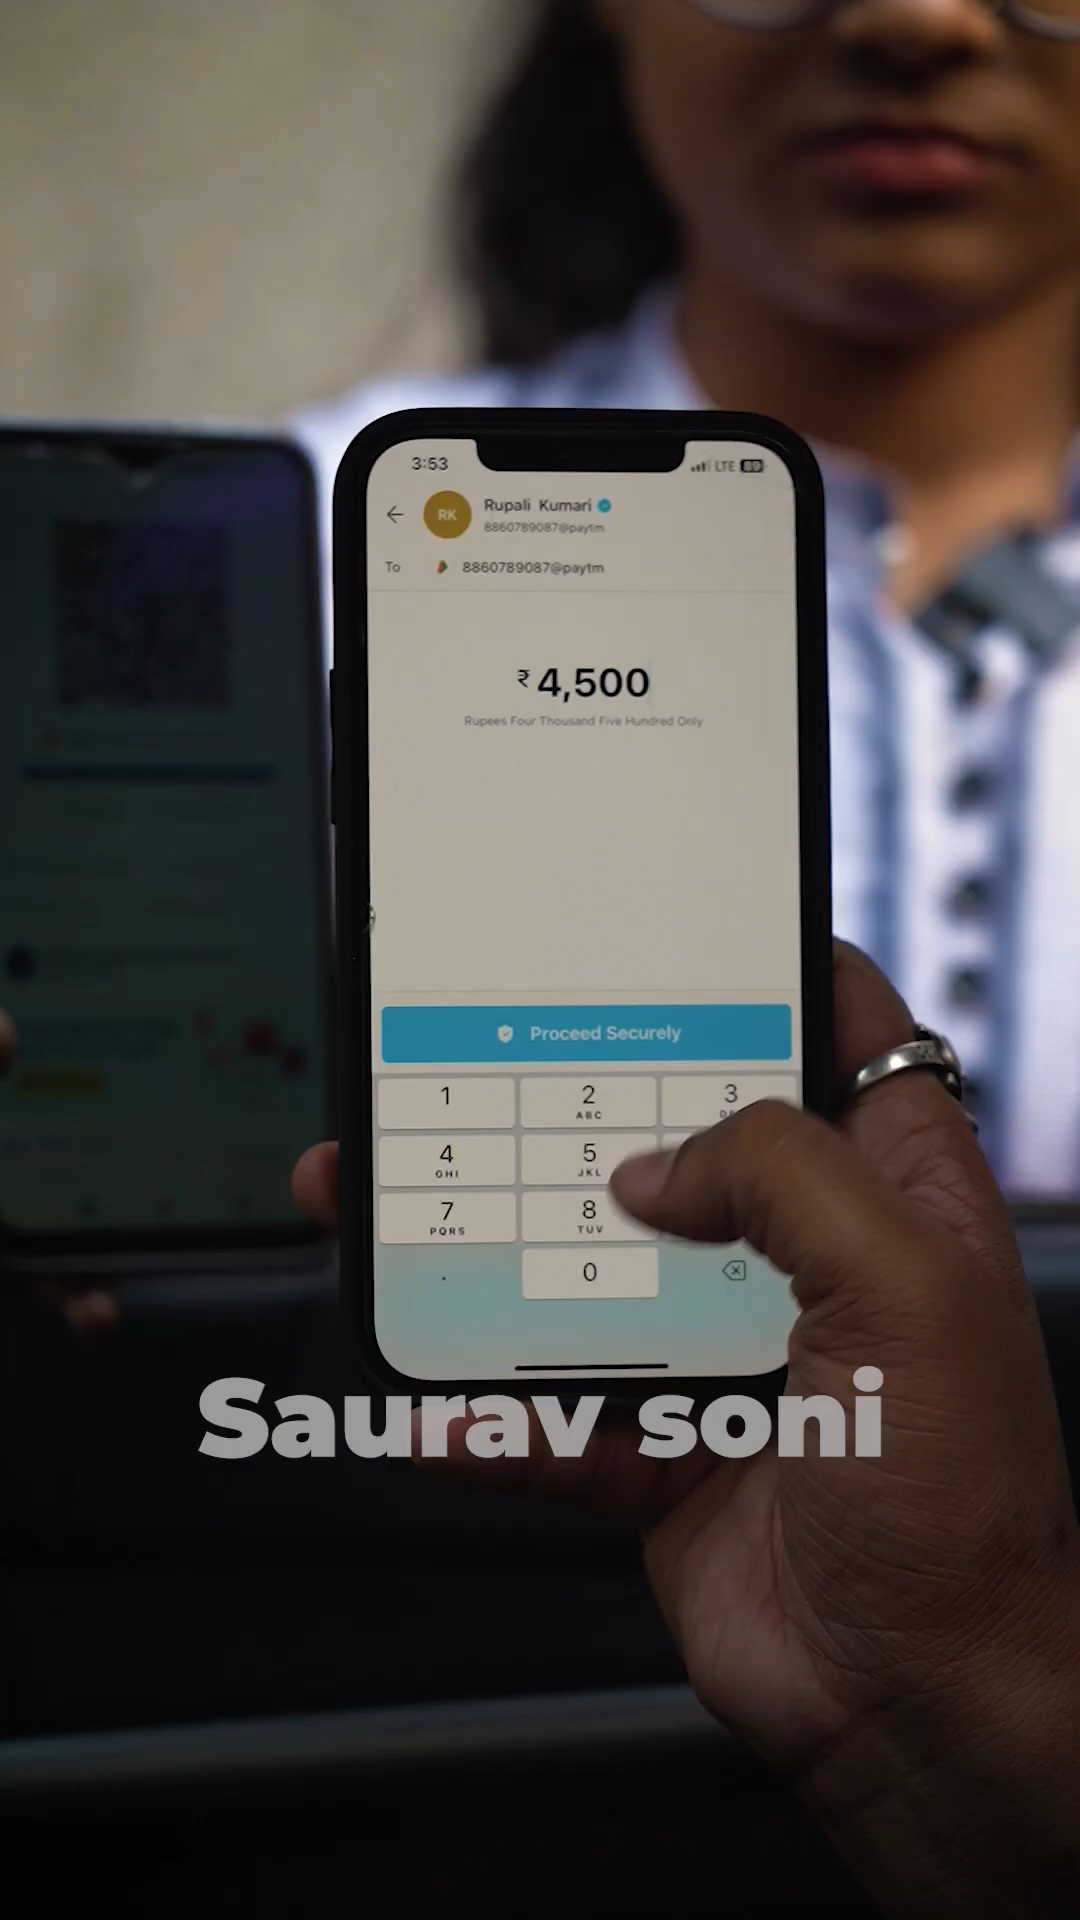 3:53
LTE 89
RK
Rupali Kumari
8860789087@paytm
To 8860789087@paytm
₹4,500
Rupees Four Thousand Five Hundred Only
Proceed Securely
1 2 3
ABC
4 5
GHI JKL
7 8
PQRS TUV
. 0
Saurav soni